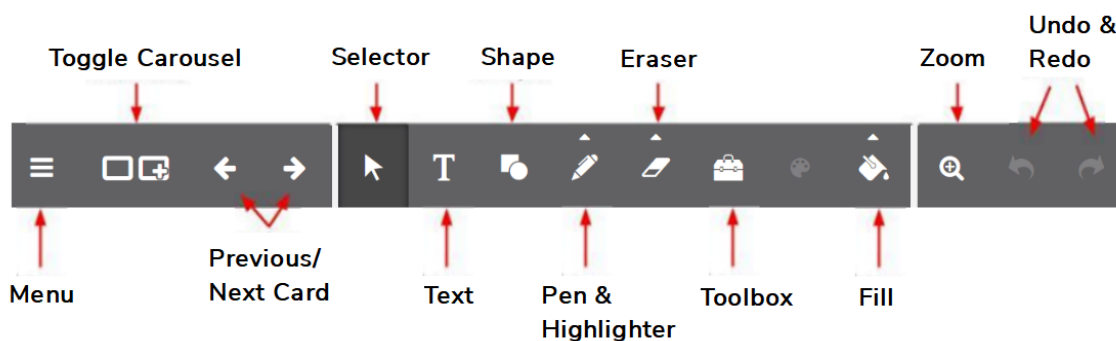 Undo &
Redo
Toggle Carousel
Selector
Shape
Eraser
Zoom
T
Previous/
Next Card
Menu
Text
Pen &
Highlighter
Toolbox
Fill